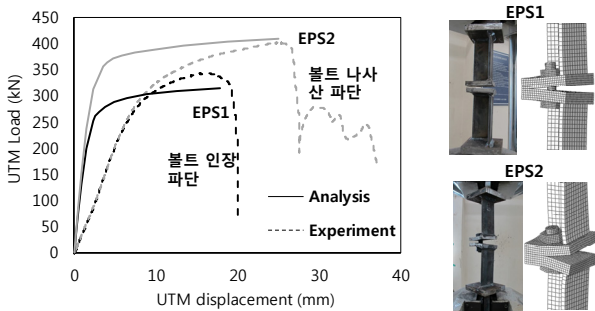 450
400
350
300
250
200
150
100
50
0
UTM Load (kN)
0 10 20 30 40
UTM displacement (mm)
EPS2
EPS1
볼트 나사
산 파단
볼트 인장
파단
Analysis
Experiment
EPS1
EPS2